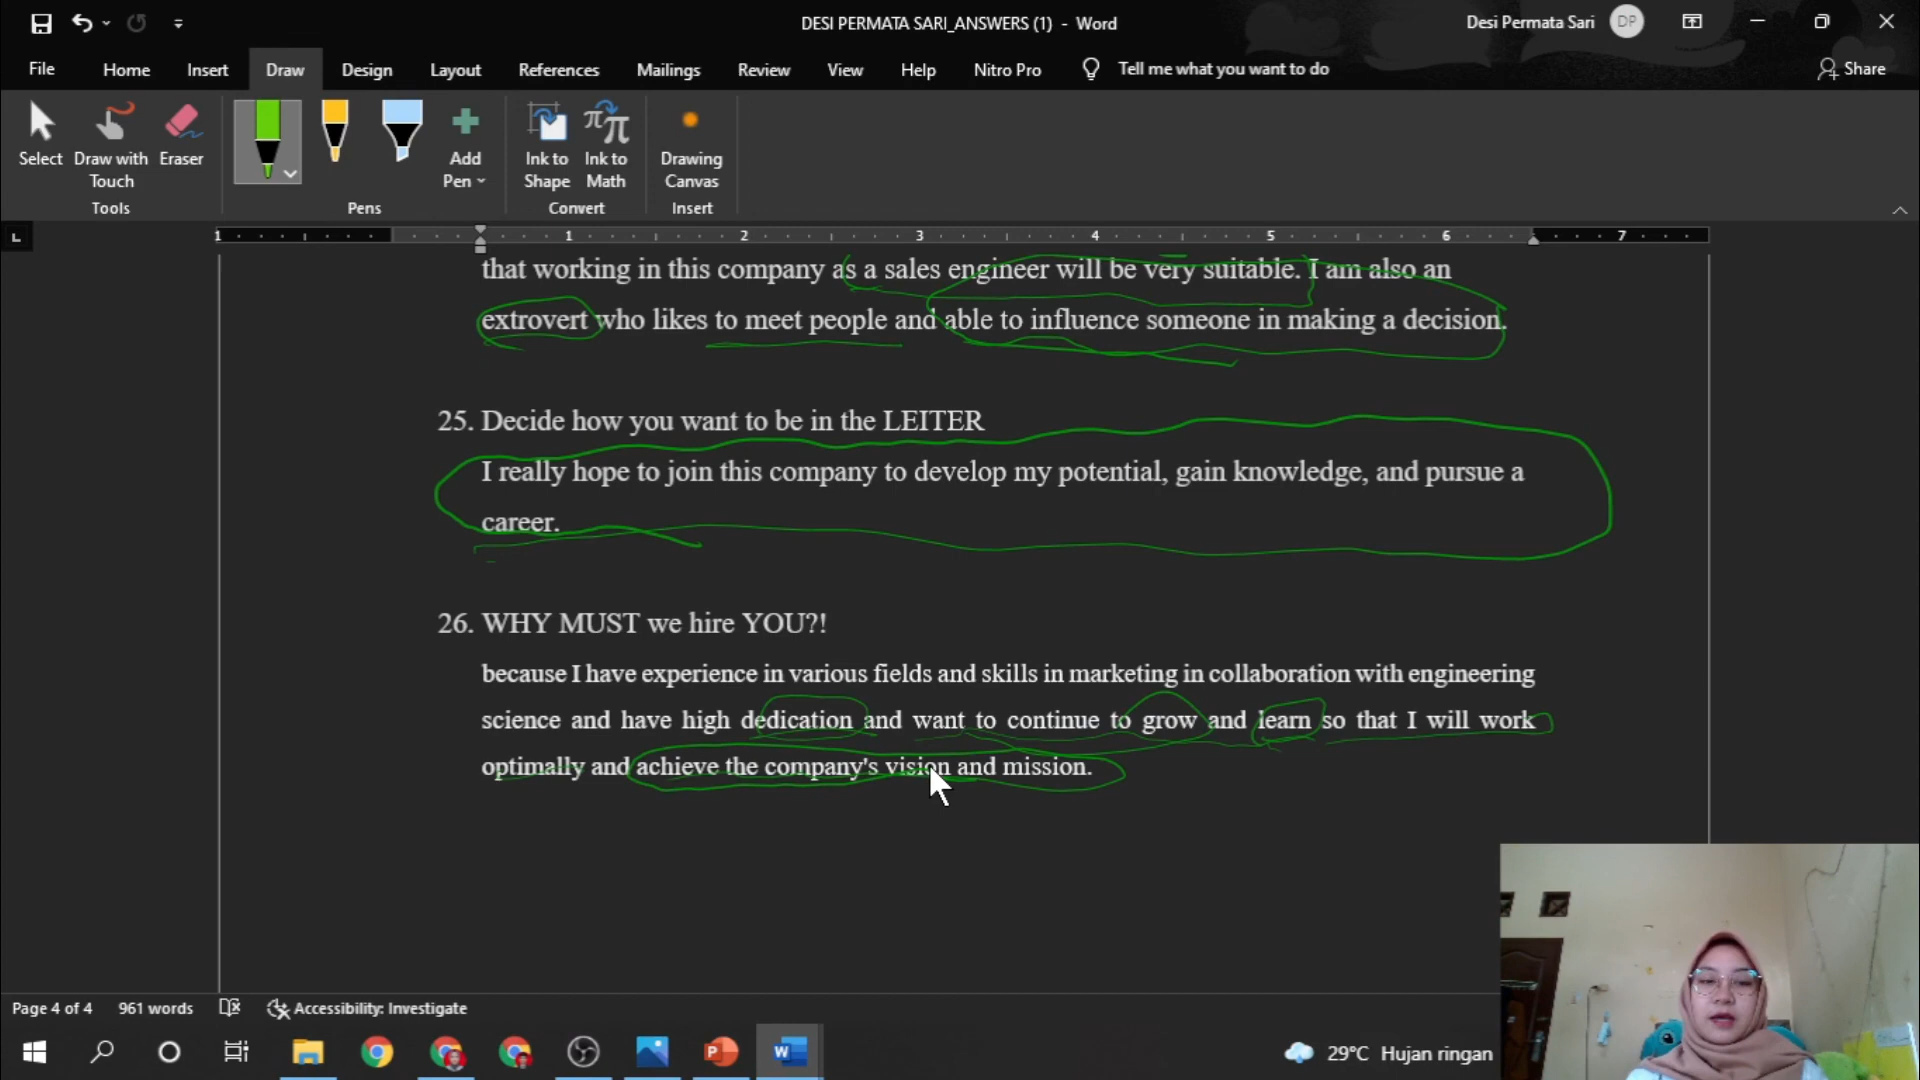 DESI PERMATA SARI_ANSWERS (1) - Word
Desi Permata Sari DP
File Home Insert Draw Design Layout References Mailings Review View Help Nitro Pro Tell me what you want to do Share
Select
Draw with Touch
Eraser
Add Pen
Ink to Shape
Ink to Math
Drawing Canvas
Tools Pens Convert Insert
L
1 1 2 3 4 5 6 7
that working in this company as a sales engineer will be very suitable. I am also an
extrovert who likes to meet people and able to influence someone in making a decision.
25. Decide how you want to be in the LEITER
I really hope to join this company to develop my potential, gain knowledge, and pursue a
career.
26. WHY MUST we hire YOU?!
because I have experience in various fields and skills in marketing in collaboration with engineering
science and have high dedication and want to continue to grow and learn so that I will work
optimally and achieve the company's vision and mission.
Page 4 of 4 961 words Accessibility: Investigate
29°C Hujan ringan